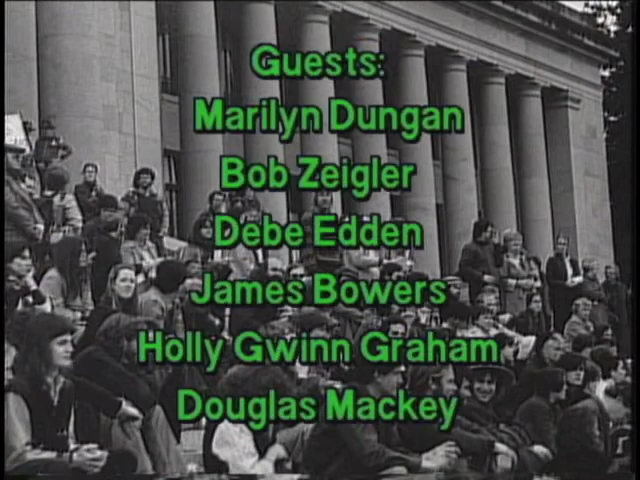 Guests:
Marilyn Dungan
Bob Zeigler
Debe Edden
James Bowers
Holly Gwinn Graham
Douglas Mackey